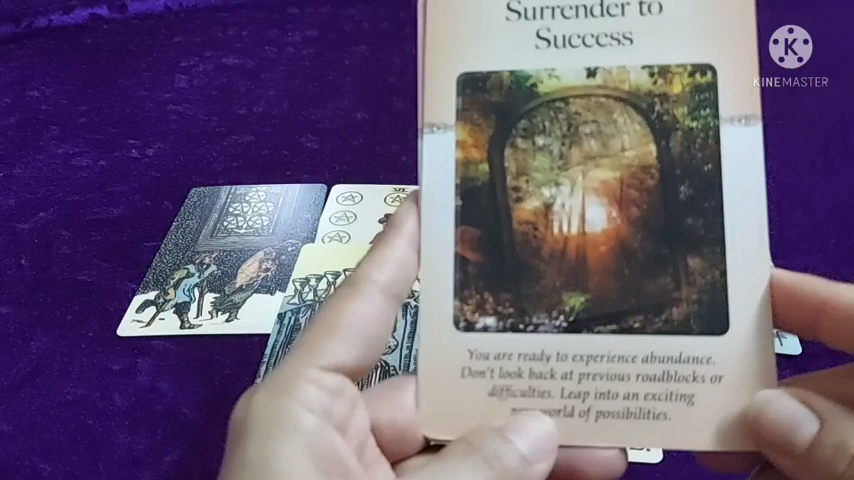 Surrender to
Success
K
KINEMASTER
VI
You are ready to experience abundance.
Don't look back at previous roadblocks or
difficulties. Leap into an exciting
world of possibilities.